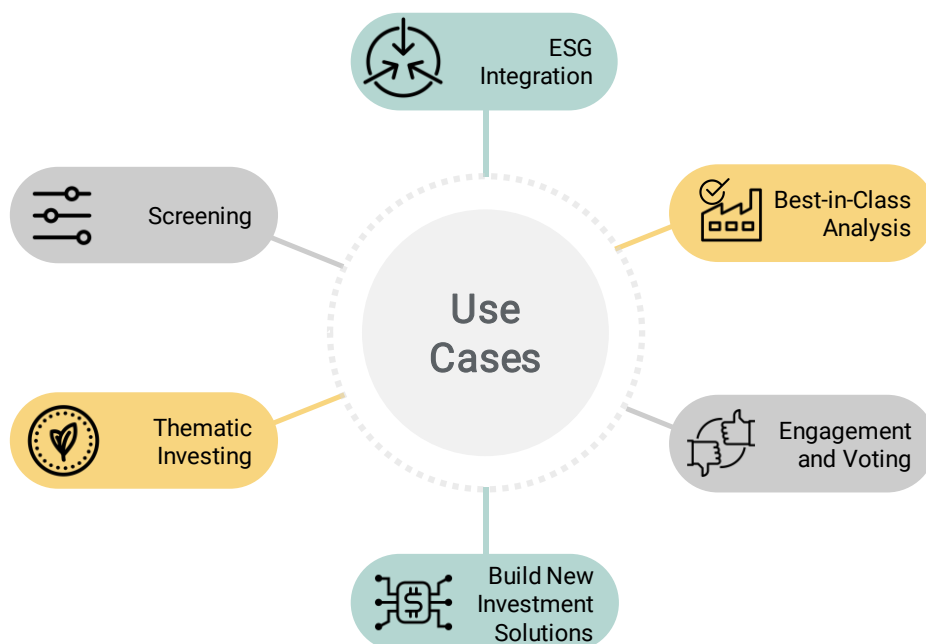 ESG
Integration
Screening
Best-in-Class
Analysis
Use
Cases
Thematic
Investing
Engagement
and Voting
Build New
Investment
Solutions